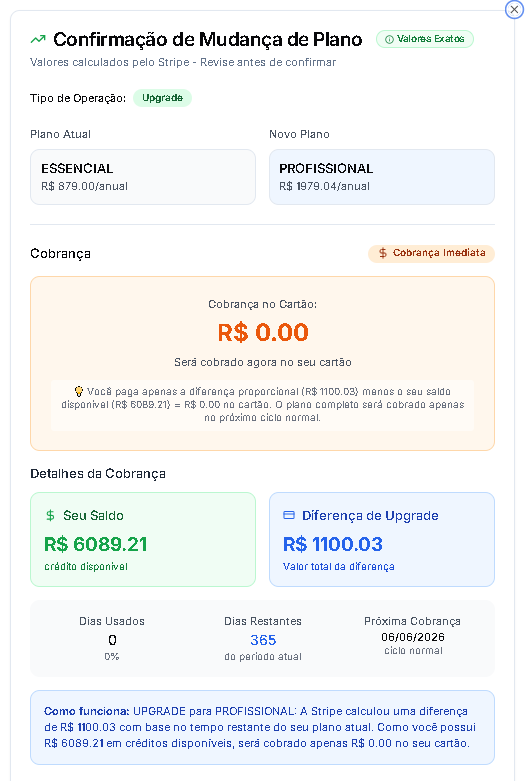 Confirmação de Mudança de Plano
Valores Exatos
Valores calculados pelo Stripe - Revise antes de confirmar
Tipo de Operação:
Upgrade
Plano Atual
Novo Plano
ESSENCIAL
R$ 879.00/anual
PROFISSIONAL
R$ 1979.04/anual
Cobrança
$ Cobrança Imediata
Cobrança no Cartão:
R$ 0.00
Será cobrado agora no seu cartão
💡 Você paga apenas a diferença proporcional (R$ 1100.03) menos o seu saldo
disponível (R$ 6089.21) = R$ 0.00 no cartão. O plano completo será cobrado apenas
no próximo ciclo normal.
Detalhes da Cobrança
$ Seu Saldo
R$ 6089.21
crédito disponível
Diferença de Upgrade
R$ 1100.03
Valor total da diferença
Dias Usados
0
0%
Dias Restantes
365
do período atual
Próxima Cobrança
06/06/2026
ciclo normal
Como funciona: UPGRADE para PROFISSIONAL: A Stripe calculou uma diferença
de R$ 1100.03 com base no tempo restante do seu plano atual. Como você possui
R$ 6089.21 em créditos disponíveis, será cobrado apenas R$ 0.00 no seu cartão.